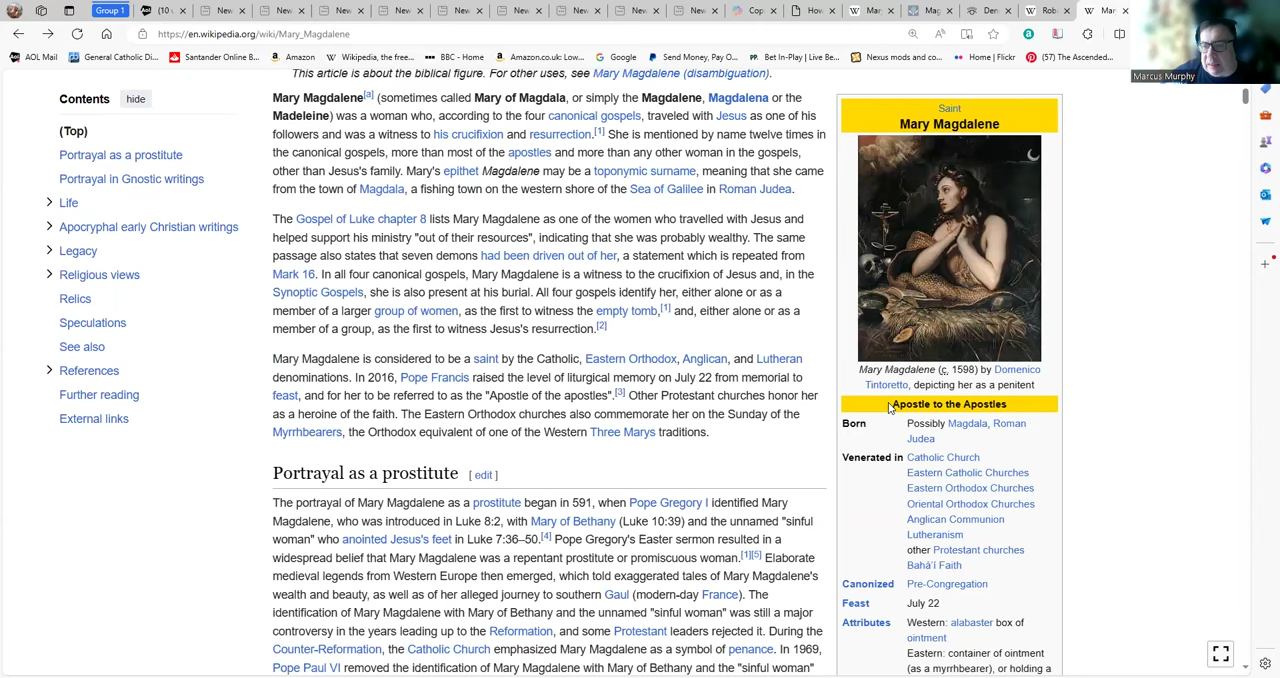 Group 1
(10 
New
New
New
New
New
New
New
New
New
Cop
How
Mar
Mag
Dem
Rob
Mar
https://en.wikipedia.org/wiki/Mary_Magdalene
AOL Mail
General Catholic Di...
Santander Online B...
Amazon
Wikipedia, the free...
BBC - Home
Amazon.co.uk: Low...
Google
Send Money, Pay O...
Bet In-Play | Live Be...
Nexus mods and co...
Home | Flickr
(17) The Ascended...
Marcus Murphy
This article is about the biblical figure. For other uses, see Mary Magdalene (disambiguation).
Contents hide
(Top)
Portrayal as a prostitute
Portrayal in Gnostic writings
Life
Apocryphal early Christian writings
Legacy
Religious views
Relics
Speculations
See also
References
Further reading
External links
Mary Magdalene[a] (sometimes called Mary of Magdala, or simply the Magdalene, Magdalena or the
Madeleine) was a woman who, according to the four canonical gospels, traveled with Jesus as one of his
followers and was a witness to his crucifixion and resurrection.[1] She is mentioned by name twelve times in
the canonical gospels, more than most of the apostles and more than any other woman in the gospels,
other than Jesus's family. Mary's epithet Magdalene may be a toponymic surname, meaning that she came
from the town of Magdala, a fishing town on the western shore of the Sea of Galilee in Roman Judea.
The Gospel of Luke chapter 8 lists Mary Magdalene as one of the women who travelled with Jesus and
helped support his ministry "out of their resources", indicating that she was probably wealthy. The same
passage also states that seven demons had been driven out of her, a statement which is repeated from
Mark 16. In all four canonical gospels, Mary Magdalene is a witness to the crucifixion of Jesus and, in the
Synoptic Gospels, she is also present at his burial. All four gospels identify her, either alone or as a
member of a larger group of women, as the first to witness the empty tomb,[1] and, either alone or as a
member of a group, as the first to witness Jesus's resurrection.[2]
Mary Magdalene is considered to be a saint by the Catholic, Eastern Orthodox, Anglican, and Lutheran
denominations. In 2016, Pope Francis raised the level of liturgical memory on July 22 from memorial to
feast, and for her to be referred to as the "Apostle of the apostles".[3] Other Protestant churches honor her
as a heroine of the faith. The Eastern Orthodox churches also commemorate her on the Sunday of the
Myrrhbearers, the Orthodox equivalent of one of the Western Three Marys traditions.
Portrayal as a prostitute [ edit ]
The portrayal of Mary Magdalene as a prostitute began in 591, when Pope Gregory I identified Mary
Magdalene, who was introduced in Luke 8:2, with Mary of Bethany (Luke 10:39) and the unnamed "sinful
woman" who anointed Jesus's feet in Luke 7:36–50.[4] Pope Gregory's Easter sermon resulted in a
widespread belief that Mary Magdalene was a repentant prostitute or promiscuous woman.[1][5] Elaborate
medieval legends from Western Europe then emerged, which told exaggerated tales of Mary Magdalene's
wealth and beauty, as well as of her alleged journey to southern Gaul (modern-day France). The
identification of Mary Magdalene with Mary of Bethany and the unnamed "sinful woman" was still a major
controversy in the years leading up to the Reformation, and some Protestant leaders rejected it. During the
Counter-Reformation, the Catholic Church emphasized Mary Magdalene as a symbol of penance. In 1969,
Pope Paul VI removed the identification of Mary Magdalene with Mary of Bethany and the "sinful woman"
Saint
Mary Magdalene
Mary Magdalene (c. 1598) by Domenico
Tintoretto, depicting her as a penitent
Apostle to the Apostles
Born Possibly Magdala, Roman
Judea
Venerated in Catholic Church
Eastern Catholic Churches
Eastern Orthodox Churches
Oriental Orthodox Churches
Anglican Communion
Lutheranism
other Protestant churches
Bahá'í Faith
Canonized Pre-Congregation
Feast July 22
Attributes Western: alabaster box of
ointment
Eastern: container of ointment
(as a myrrhbearer), or holding a